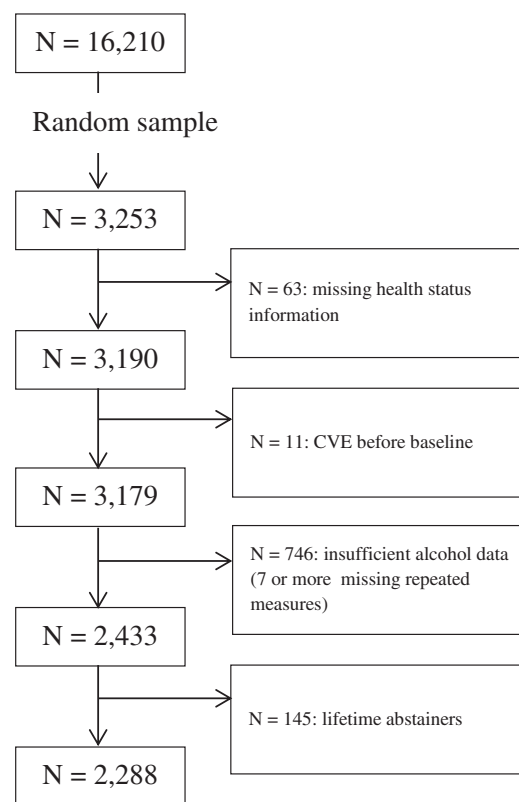 N = 16,210
Random sample
N = 3,253
N = 63: missing health status
information
N = 3,190
N = 11: CVE before baseline
N = 3,179
N = 746: insufficient alcohol data
(7 or more missing repeated
measures)
N = 2,433
N = 145: lifetime abstainers
N = 2,288